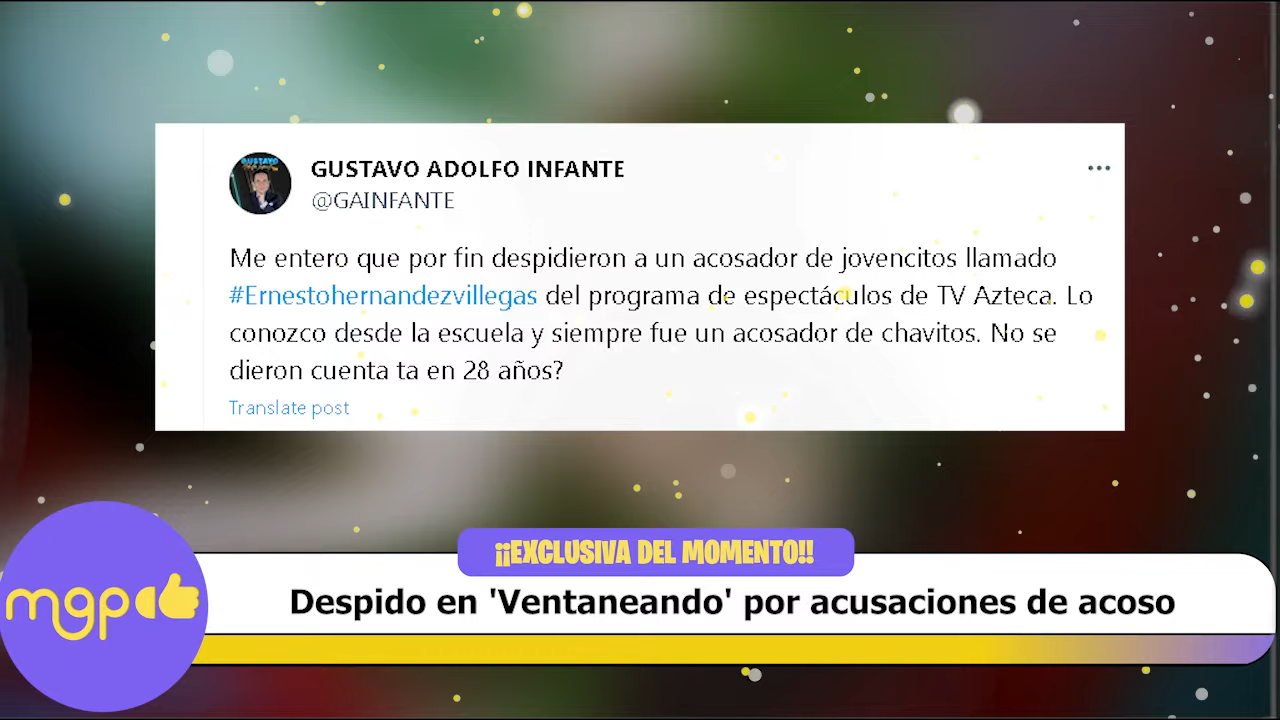 GUSTAVO ADOLFO INFANTE
@GAINFANTE
Me entero que por fin despidieron a un acosador de jovencitos llamado
#Ernestohernandezvillegas del programa de espectáculos de TV Azteca. Lo
conozco desde la escuela y siempre fue un acosador de chavitos. No se
dieron cuenta ta en 28 años?
Translate post
¡¡EXCLUSIVA DEL MOMENTO!!
mgp
Despido en 'Ventaneando' por acusaciones de acoso